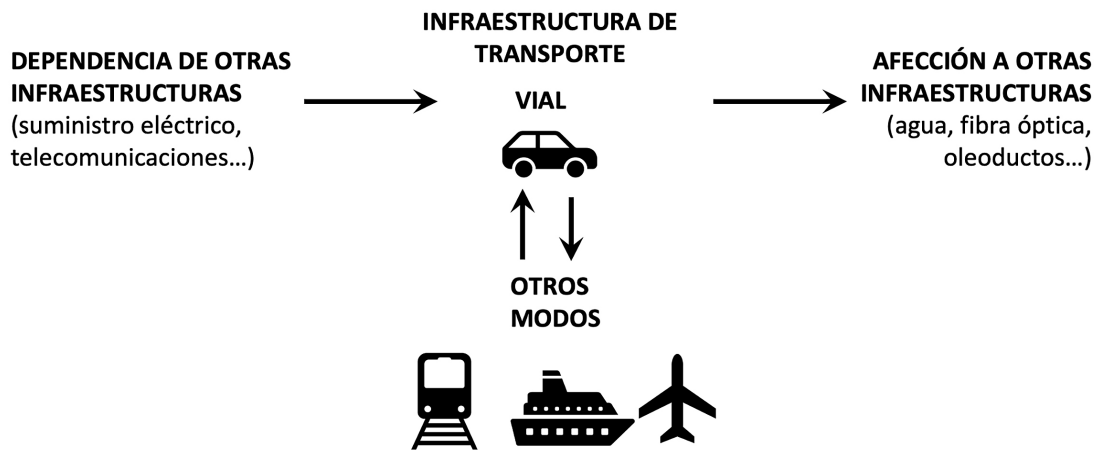 INFRAESTRUCTURA DE
TRANSPORTE
DEPENDENCIA DE OTRAS
INFRAESTRUCTURAS
(suministro eléctrico,
telecomunicaciones…)
VIAL
AFECCIÓN A OTRAS
INFRAESTRUCTURAS
(agua, fibra óptica,
oleoductos…)
OTROS
MODOS